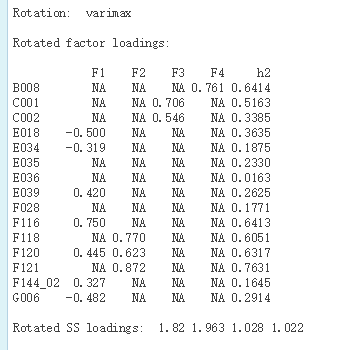 Rotation:  varimax
Rotated factor loadings:
F1    F2    F3    F4     h2
B008        NA    NA    NA 0.761 0.6414
C001        NA    NA 0.706    NA 0.5163
C002        NA    NA 0.546    NA 0.3385
E018    -0.500    NA    NA    NA 0.3635
E034    -0.319    NA    NA    NA 0.1875
E035        NA    NA    NA    NA 0.2330
E036        NA    NA    NA    NA 0.0163
E039     0.420    NA    NA    NA 0.2625
F028        NA    NA    NA    NA 0.1771
F116     0.750    NA    NA    NA 0.6413
F118        NA 0.770    NA    NA 0.6051
F120     0.445 0.623    NA    NA 0.6317
F121        NA 0.872    NA    NA 0.7631
F144_02  0.327    NA    NA    NA 0.1645
G006    -0.482    NA    NA    NA 0.2914
Rotated SS loadings:  1.82 1.963 1.028 1.022